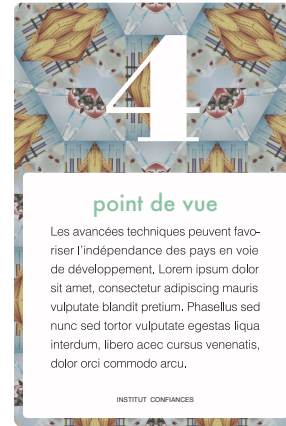 4
point de vue
Les avancées techniques peuvent favo-
riser l'indépendance des pays en voie
de développement. Lorem ipsum dolor
sit amet, consectetur adipiscing mauris
vulputate blandit pretium. Phasellus sed
nunc sed tortor vulputate egestas liqua
interdum, libero acec cursus venenatis,
dolor orci commodo arcu.
INSTITUT CONFIANCES